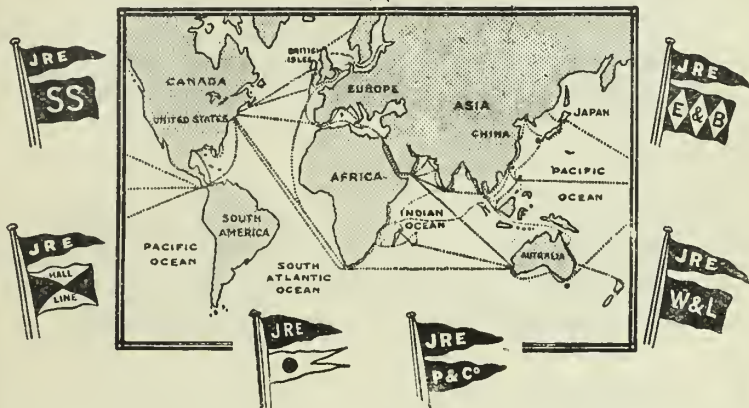 JRE
SS
JRE
HALL
LINE
BRITISH
ISLES
CANADA
EUROPE
ASIA
UNITED STATES
CHINA
JAPAN
AFRICA
PACIFIC
OCEAN
INDIAN
OCEAN
SOUTH
AMERICA
PACIFIC
OCEAN
SOUTH
ATLANTIC
OCEAN
AUSTRALIA
JRE
E & B
JRE
W&L
JRE
JRE
P & Co